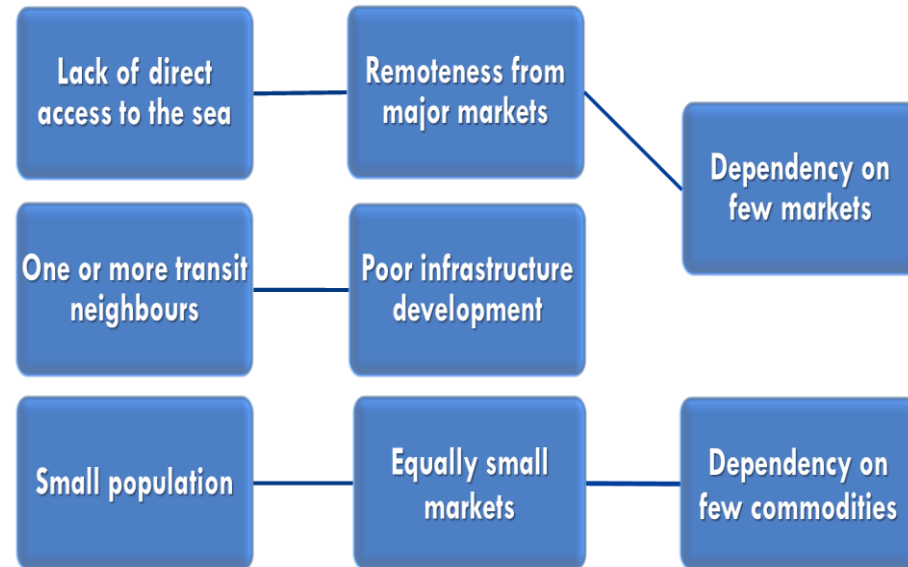 Lack of direct
access to the sea
Remoteness from
major markets
Dependency on
few markets
One or more transit
neighbours
Poor infrastructure
development
Small population
Equally small
markets
Dependency on
few commodities